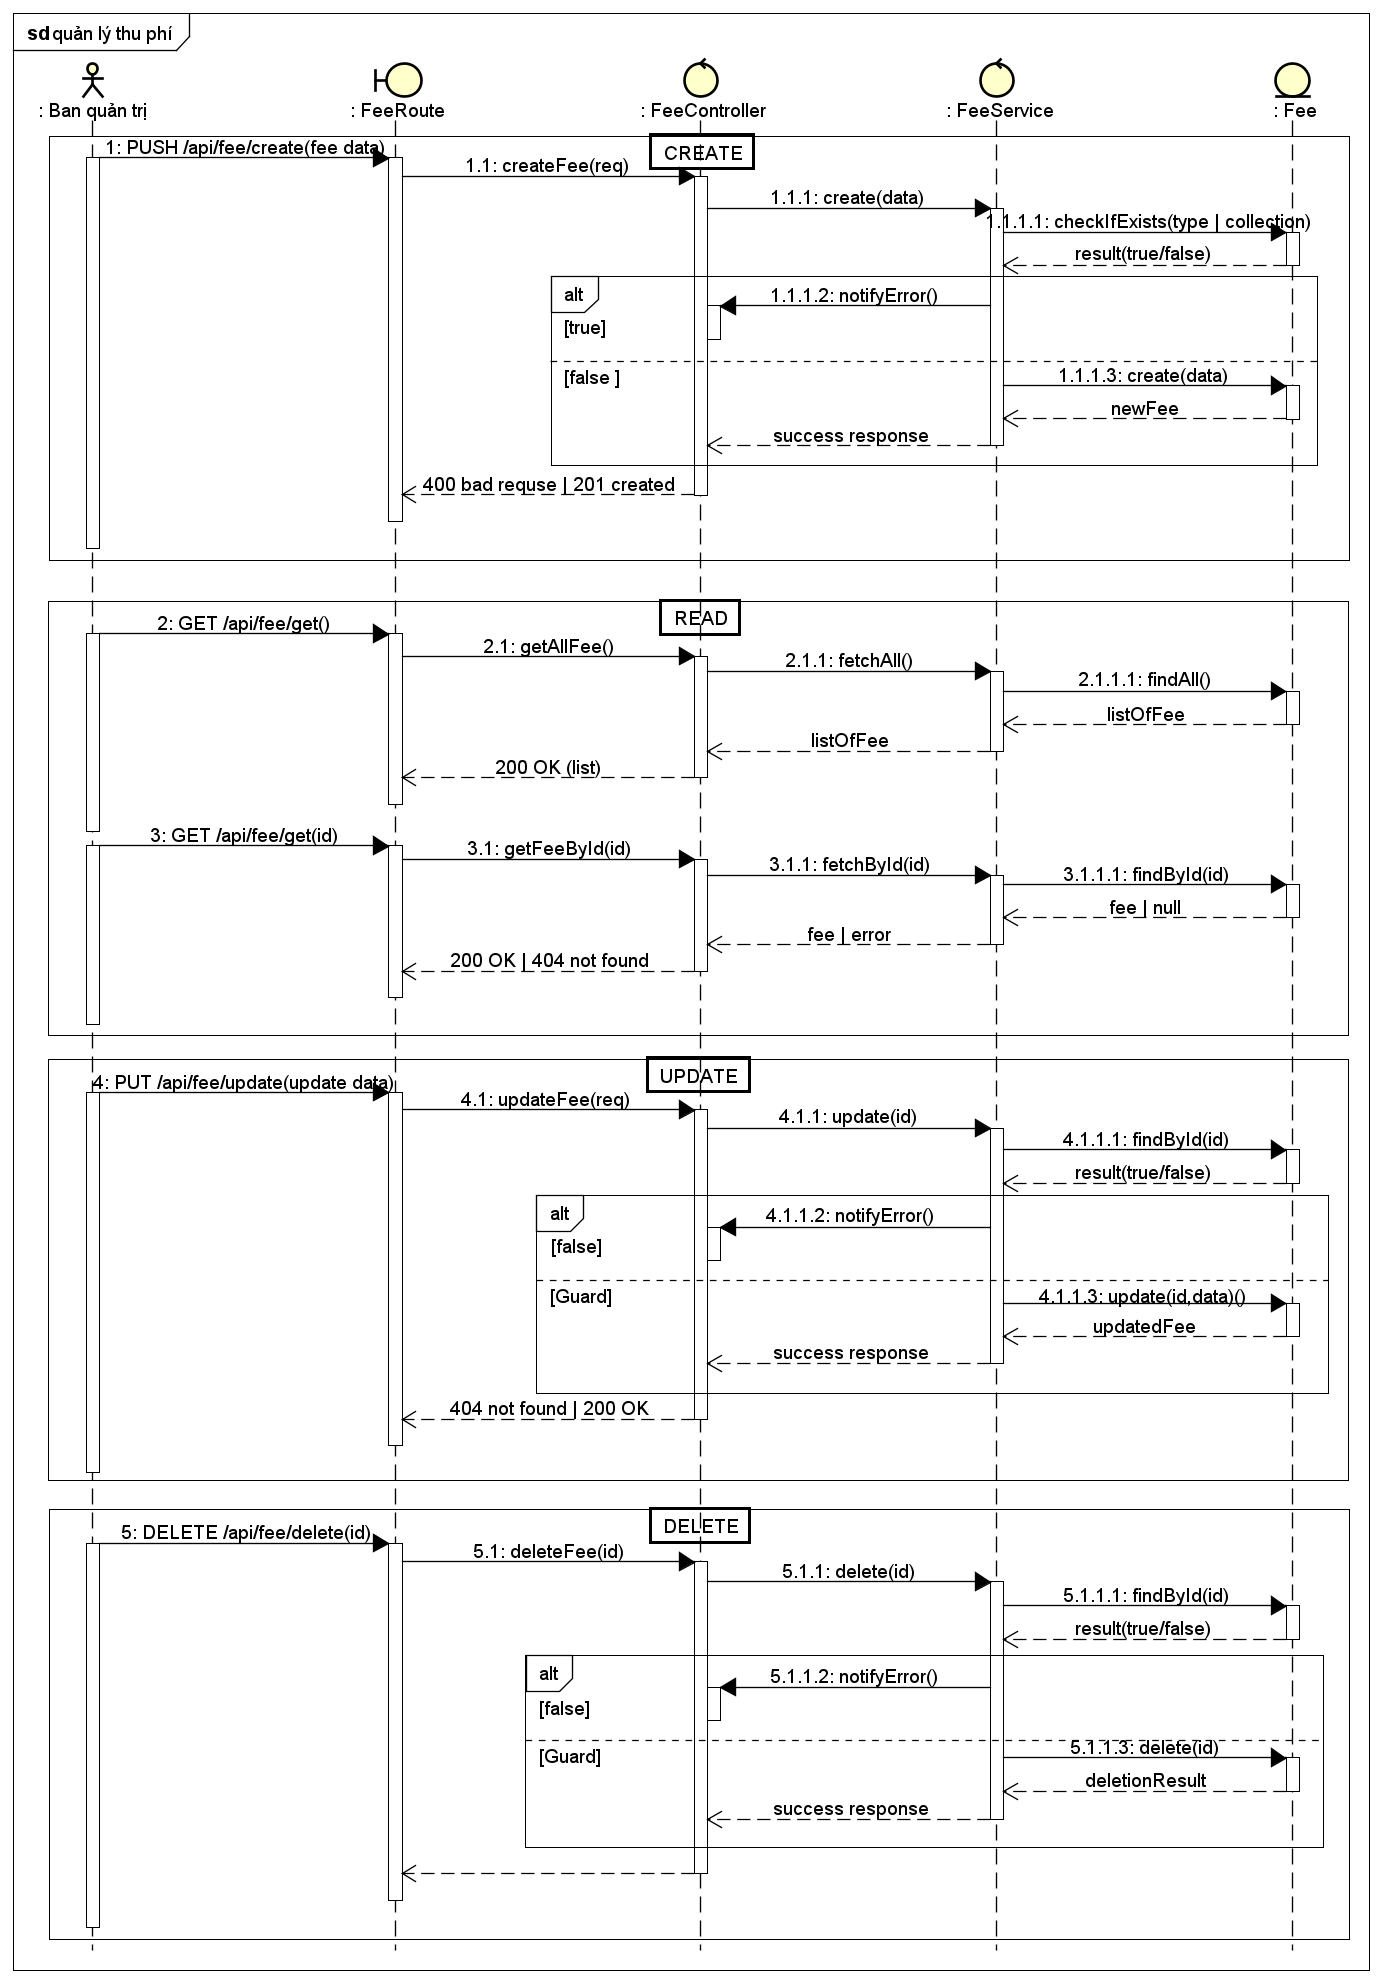 sd quản lý thu phí
: Ban quản trị
: FeeRoute
: FeeController
: FeeService
: Fee
CREATE
1: PUSH /api/fee/create(fee data)
1.1: createFee(req)
1.1.1: create(data)
1.1.1.1: checkIfExists(type | collection)
result(true/false)
alt
1.1.1.2: notifyError()
[true]
[false ]
1.1.1.3: create(data)
newFee
success response
400 bad requse | 201 created
READ
2: GET /api/fee/get()
2.1: getAllFee()
2.1.1: fetchAll()
2.1.1.1: findAll()
listOfFee
listOfFee
200 OK (list)
3: GET /api/fee/get(id)
3.1: getFeeById(id)
3.1.1: fetchById(id)
3.1.1.1: findById(id)
fee | null
fee | error
200 OK | 404 not found
UPDATE
4: PUT /api/fee/update(update data)
4.1: updateFee(req)
4.1.1: update(id)
4.1.1.1: findById(id)
result(true/false)
alt
4.1.1.2: notifyError()
[false]
[Guard]
4.1.1.3: update(id,data)()
updatedFee
success response
404 not found | 200 OK
DELETE
5: DELETE /api/fee/delete(id)
5.1: deleteFee(id)
5.1.1: delete(id)
5.1.1.1: findById(id)
result(true/false)
alt
5.1.1.2: notifyError()
[false]
[Guard]
5.1.1.3: delete(id)
deletionResult
success response